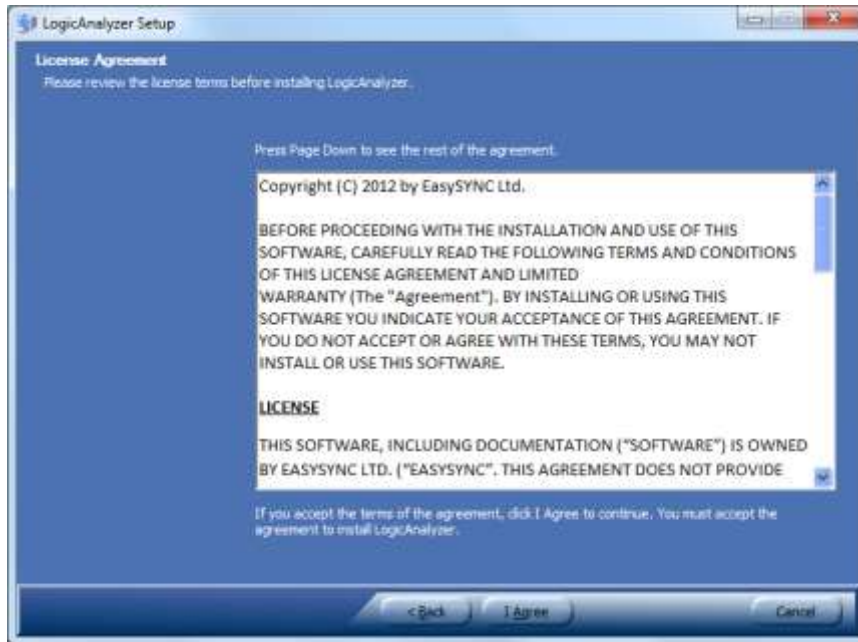 LogicAnalyzer Setup
License Agreement
Please review the license terms before installing LogicAnalyzer.
Press Page Down to see the rest of the agreement.
Copyright (C) 2012 by EasySYNC Ltd.
BEFORE PROCEEDING WITH THE INSTALLATION AND USE OF THIS
SOFTWARE, CAREFULLY READ THE FOLLOWING TERMS AND CONDITIONS
OF THIS LICENSE AGREEMENT AND LIMITED
WARRANTY (The "Agreement"). BY INSTALLING OR USING THIS
SOFTWARE YOU INDICATE YOUR ACCEPTANCE OF THIS AGREEMENT. IF
YOU DO NOT ACCEPT OR AGREE WITH THESE TERMS, YOU MAY NOT
INSTALL OR USE THIS SOFTWARE.
LICENSE
THIS SOFTWARE, INCLUDING DOCUMENTATION (“SOFTWARE”) IS OWNED
BY EASYSYNC LTD. (“EASYSYNC”. THIS AGREEMENT DOES NOT PROVIDE
If you accept the terms of the agreement, click I Agree to continue. You must accept the
agreement to install LogicAnalyzer.
< Back
I Agree
Cancel